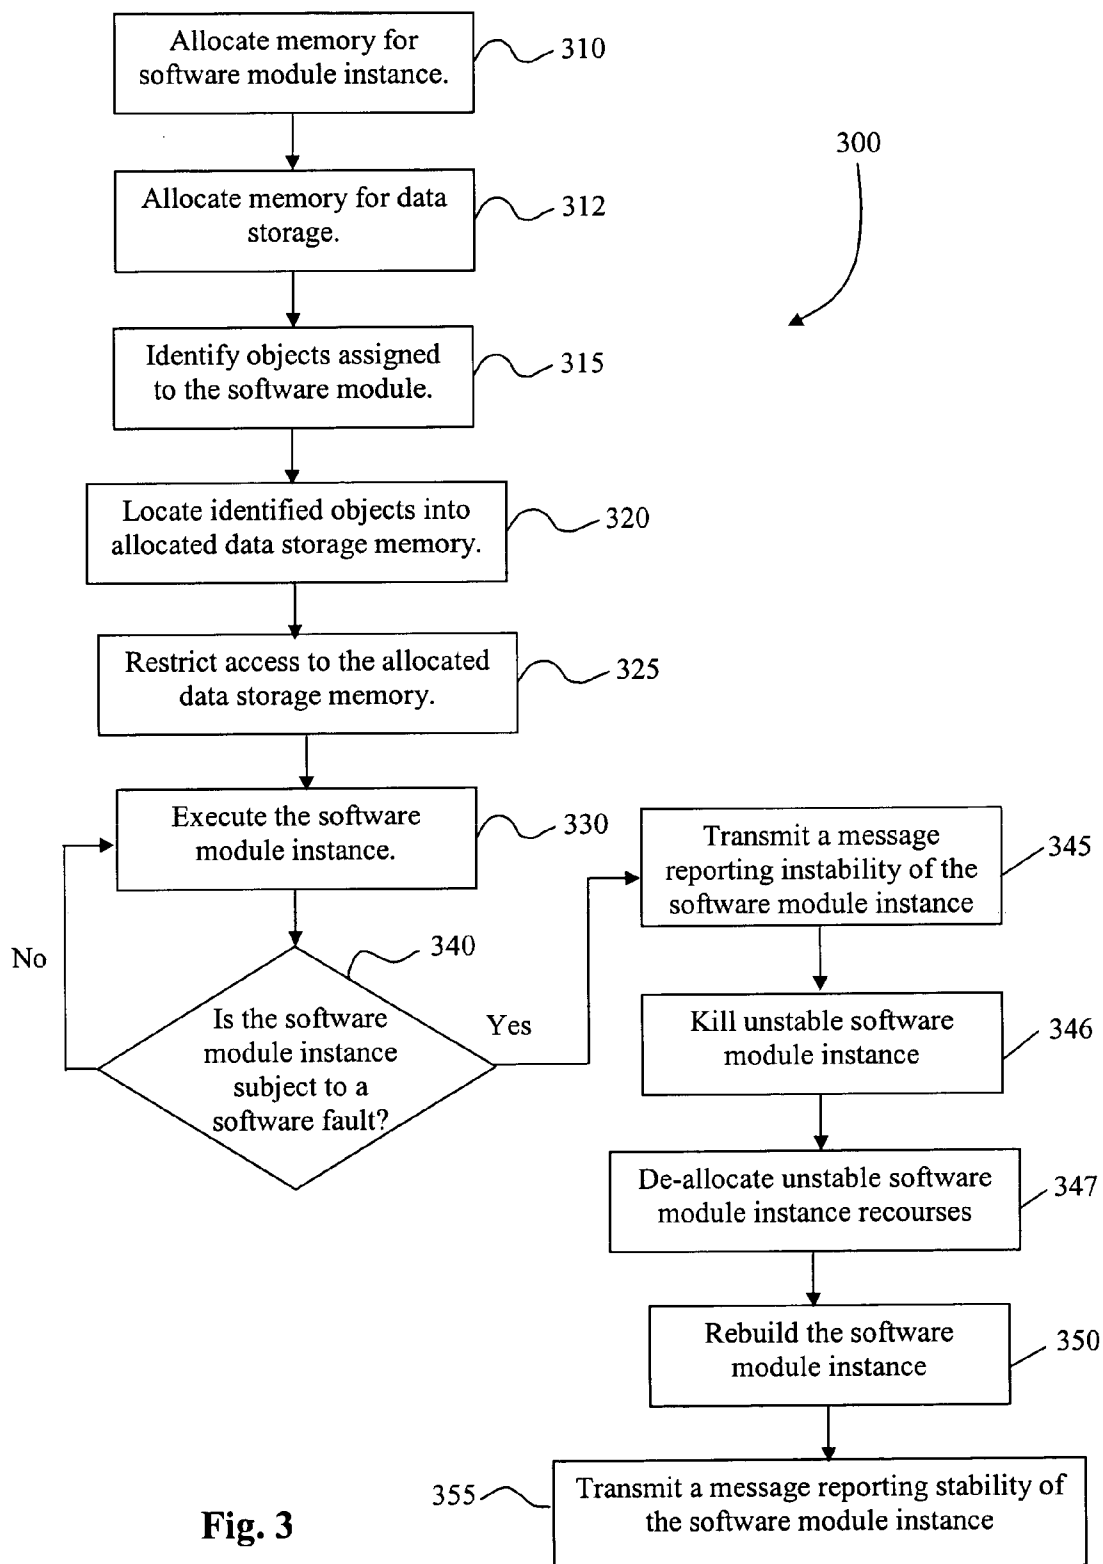 Allocate memory for
software module instance.
310
300
Allocate memory for data
storage.
312
Identify objects assigned
to the software module.
315
Locate identified objects into
allocated data storage memory.
320
Restrict access to the allocated
data storage memory.
325
Execute the software
module instance.
330
No
340
Is the software
module instance
subject to a
software fault?
Yes
Transmit a message
reporting instability of the
software module instance
345
Kill unstable software
module instance
346
De-allocate unstable software
module instance recourses
347
Rebuild the software
module instance
350
355
Transmit a message reporting stability of
the software module instance
Fig. 3